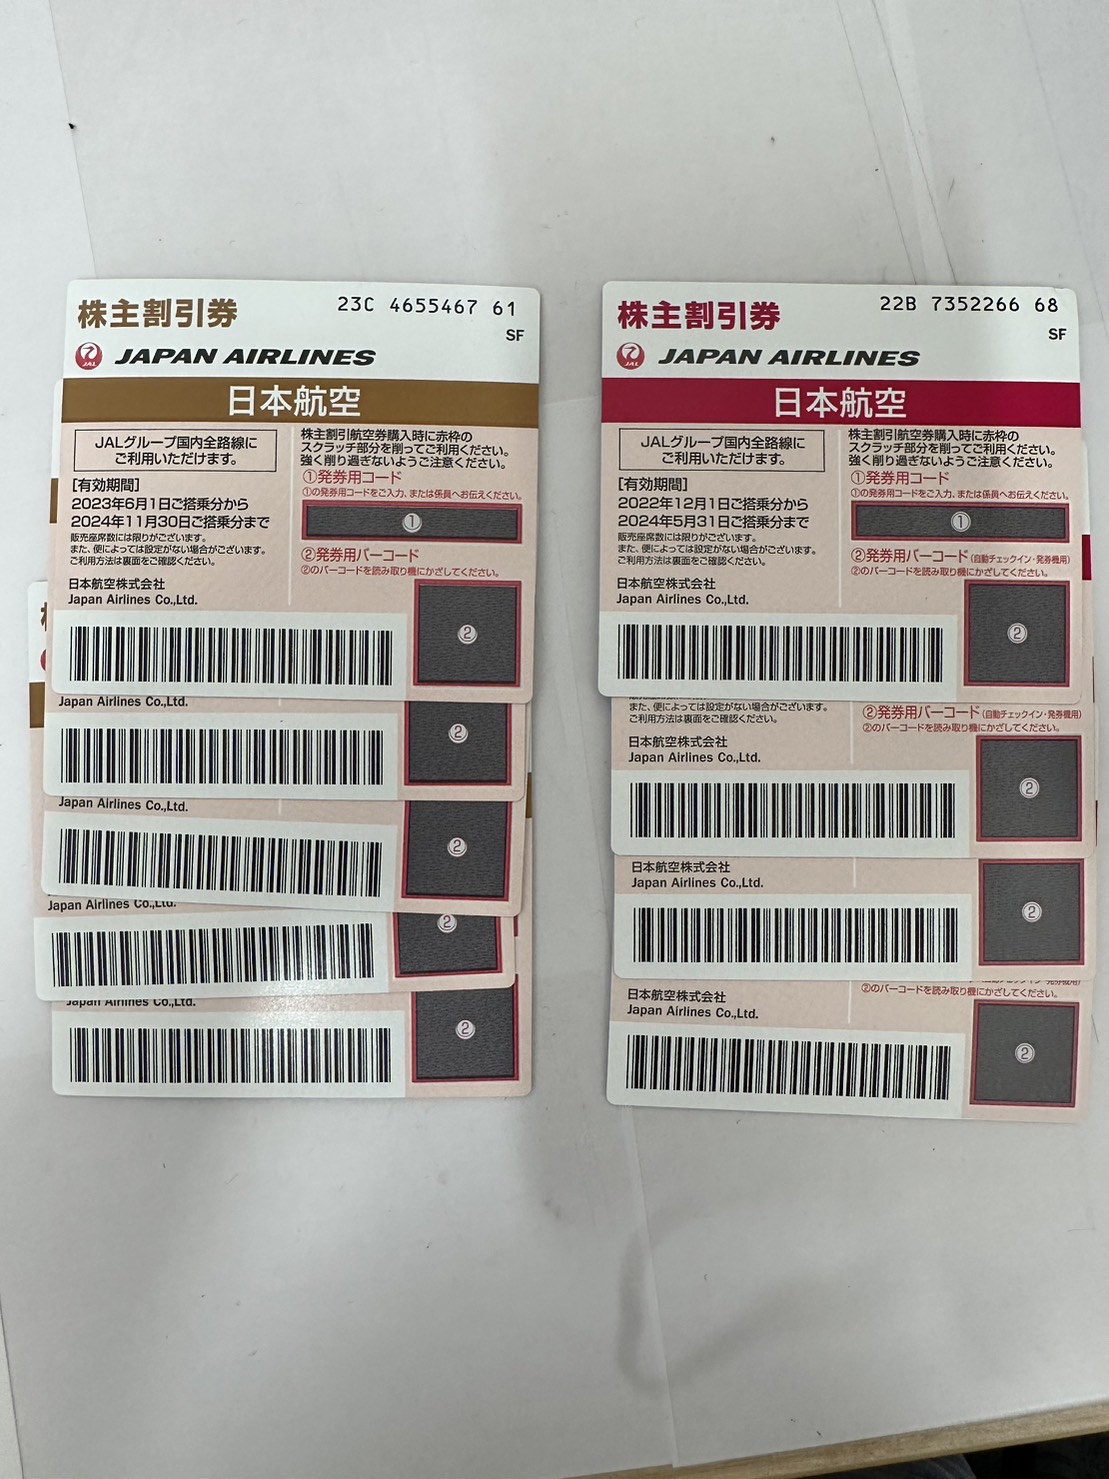 株主割引券
23C 4655467 61
SF
JAL
JAPAN AIRLINES
日本航空
JALグループ国内全路線に
ご利用いただけます。
[有効期間]
2023年6月1日ご搭乗分から
2024年11月30日ご搭乗分まで
販売座席数には限りがございます。
また、便によっては設定がない場合がございます。
ご利用方法は裏面をご確認ください。
日本航空株式会社
Japan Airlines Co.,Ltd.
株主割引航空券購入時に赤枠の
スクラッチ部分を削ってご利用ください。
強く削り過ぎないようご注意ください。
①発券用コード
①の発券用コードをご入力、または係員へお伝えください。
①
②発券用バーコード
②のバーコードを読み取り機にかざしてください。
②
Japan Airlines Co.,Ltd.
②
Japan Airlines Co.,Ltd.
②
Japan Airlines Co.,Ltd.
②
Japan Airlines Co.,Ltd.
②
株主割引券
22B 7352266 68
SF
JAL
JAPAN AIRLINES
日本航空
JALグループ国内全路線に
ご利用いただけます。
[有効期間]
2022年12月1日ご搭乗分から
2024年5月31日ご搭乗分まで
販売座席数には限りがございます。
また、便によっては設定がない場合がございます。
ご利用方法は裏面をご確認ください。
日本航空株式会社
Japan Airlines Co.,Ltd.
株主割引航空券購入時に赤枠の
スクラッチ部分を削ってご利用ください。
強く削り過ぎないようご注意ください。
①発券用コード
①の発券用コードをご入力、または係員へお伝えください。
①
②発券用バーコード(自動チェックイン・発券機用)
②のバーコードを読み取り機にかざしてください。
②
また、便によっては設定がない場合がございます。
ご利用方法は裏面をご確認ください。
日本航空株式会社
Japan Airlines Co.,Ltd.
②発券用バーコード(自動チェックイン・発券機用)
②のバーコードを読み取り機にかざしてください。
②
日本航空株式会社
Japan Airlines Co.,Ltd.
②
②のバーコードを読み取り機にかざしてください。
日本航空株式会社
Japan Airlines Co.,Ltd.
②